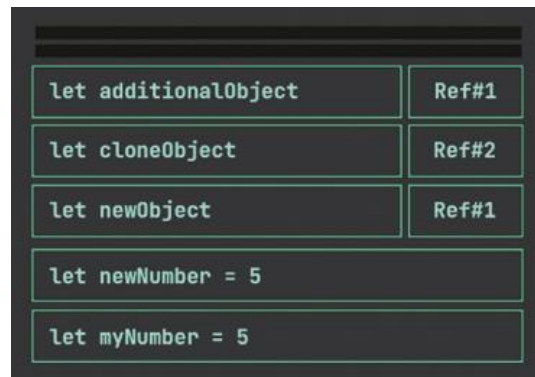 let additionalObject Ref#1
let cloneObject Ref#2
let newObject Ref#1
let newNumber = 5
let myNumber = 5